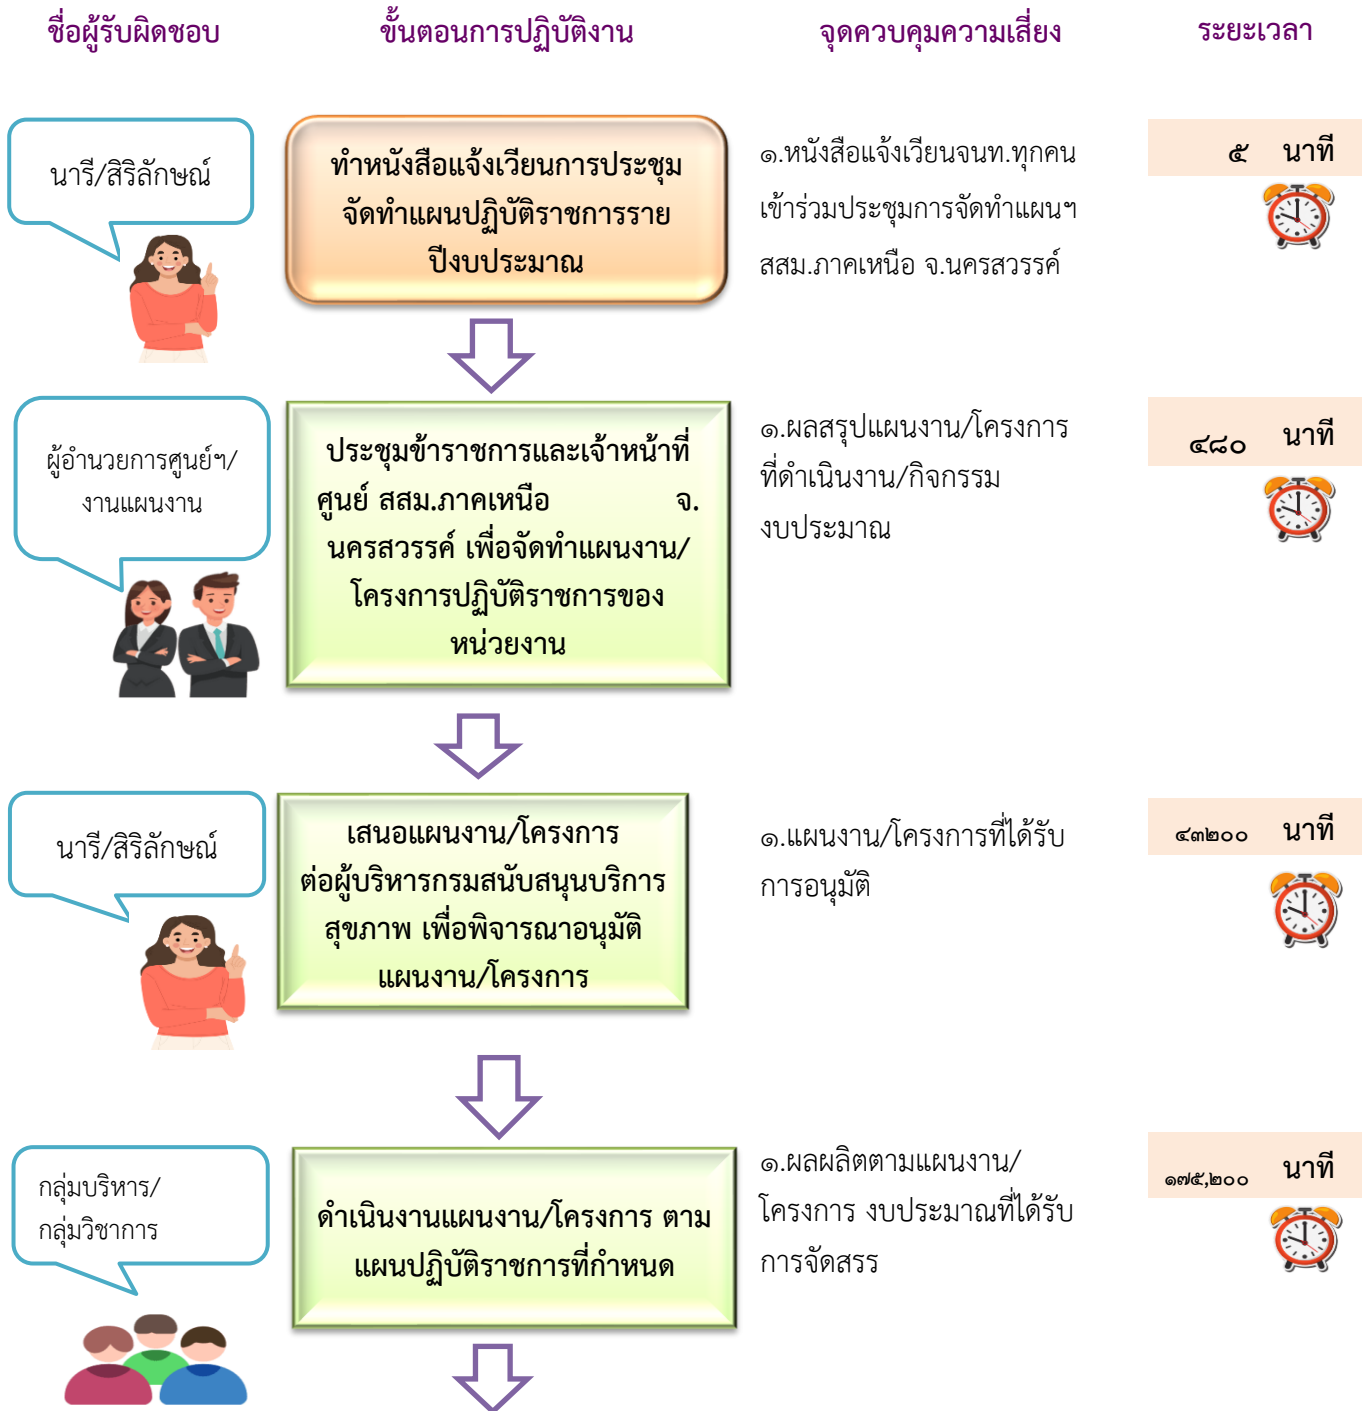 ชื่อผู้รับผิดชอบ
ขั้นตอนการปฏิบัติงาน
จุดควบคุมความเสี่ยง
ระยะเวลา
นารี/สิริลักษณ์
ทำหนังสือแจ้งเวียนการประชุม
จัดทำแผนปฏิบัติราชการราย
ปีงบประมาณ
๑.หนังสือแจ้งเวียนจนท.ทุกคน
เข้าร่วมประชุมการจัดทำแผนฯ
สสม.ภาคเหนือ จ.นครสวรรค์
๕ นาที
ผู้อำนวยการศูนย์ฯ/
งานแผนงาน
ประชุมข้าราชการและเจ้าหน้าที่
ศูนย์ สสม.ภาคเหนือ จ.
นครสวรรค์ เพื่อจัดทำแผนงาน/
โครงการปฏิบัติราชการของ
หน่วยงาน
๑.ผลสรุปแผนงาน/โครงการ
ที่ดำเนินงาน/กิจกรรม
งบประมาณ
๔๘๐ นาที
นารี/สิริลักษณ์
เสนอแผนงาน/โครงการ
ต่อผู้บริหารกรมสนับสนุนบริการ
สุขภาพ เพื่อพิจารณาอนุมัติ
แผนงาน/โครงการ
๑.แผนงาน/โครงการที่ได้รับ
การอนุมัติ
๔๓๒๐๐ นาที
กลุ่มบริหาร/
กลุ่มวิชาการ
ดำเนินงานแผนงาน/โครงการ ตาม
แผนปฏิบัติราชการที่กำหนด
๑.ผลผลิตตามแผนงาน/
โครงการ งบประมาณที่ได้รับ
การจัดสรร
๑๗๕,๒๐๐ นาที